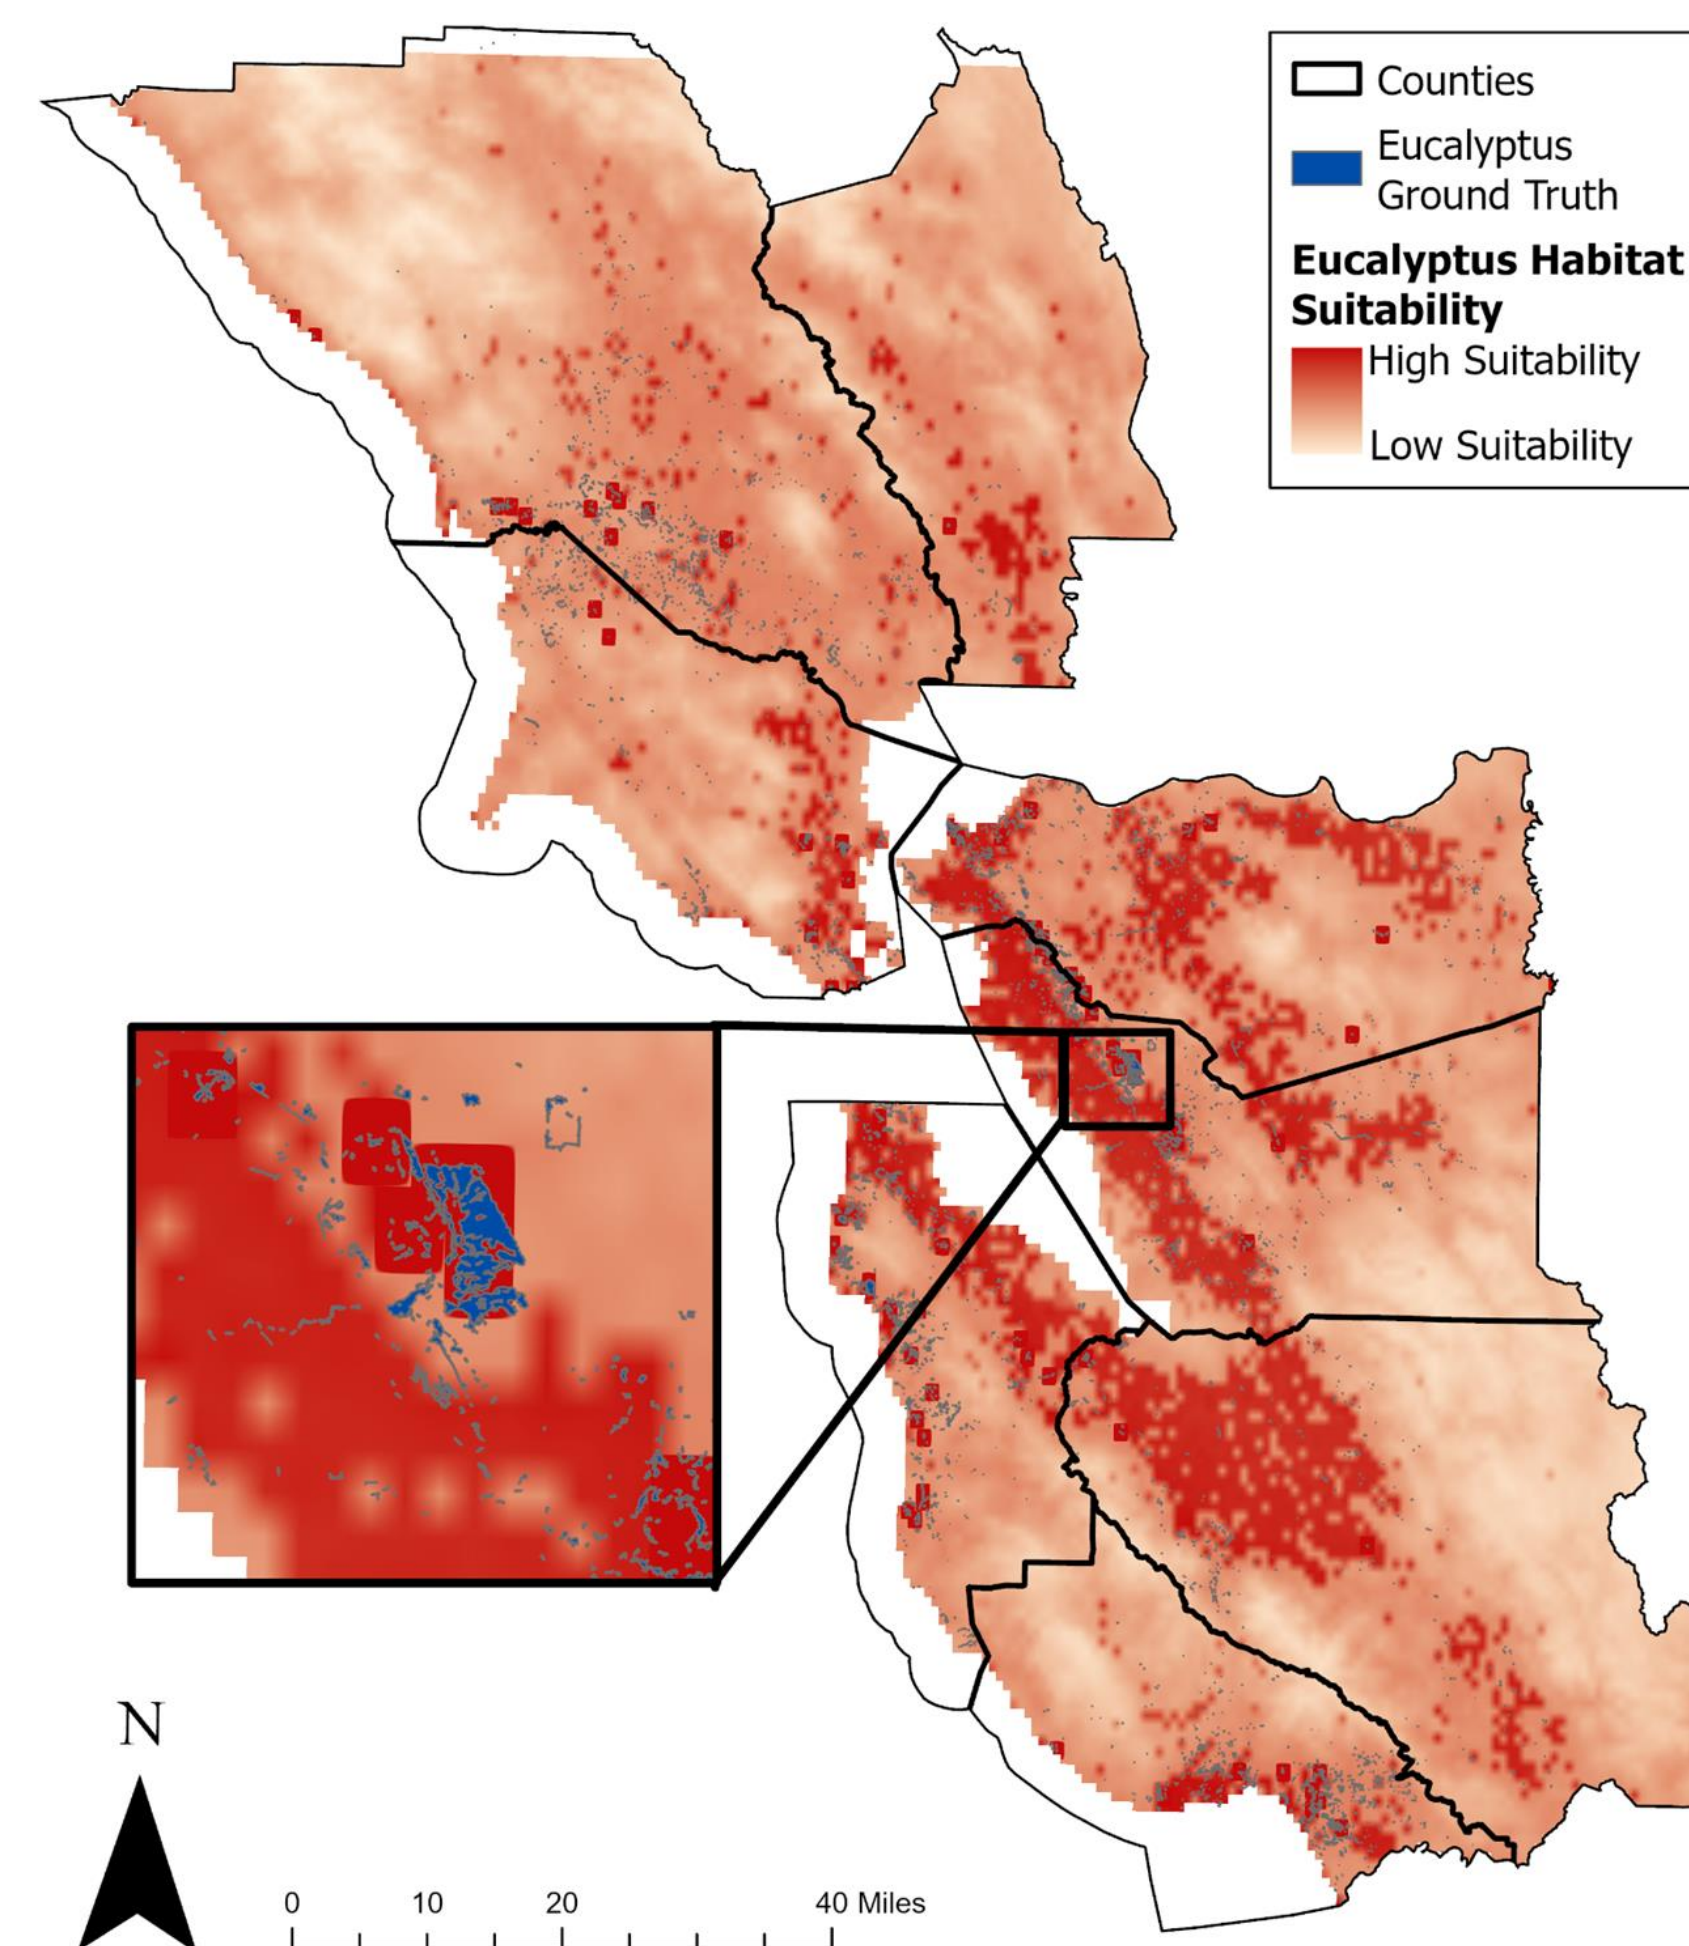 Counties
Eucalyptus
Ground Truth
Eucalyptus Habitat
Suitability
High Suitability
Low Suitability
N
0 10 20 40 Miles